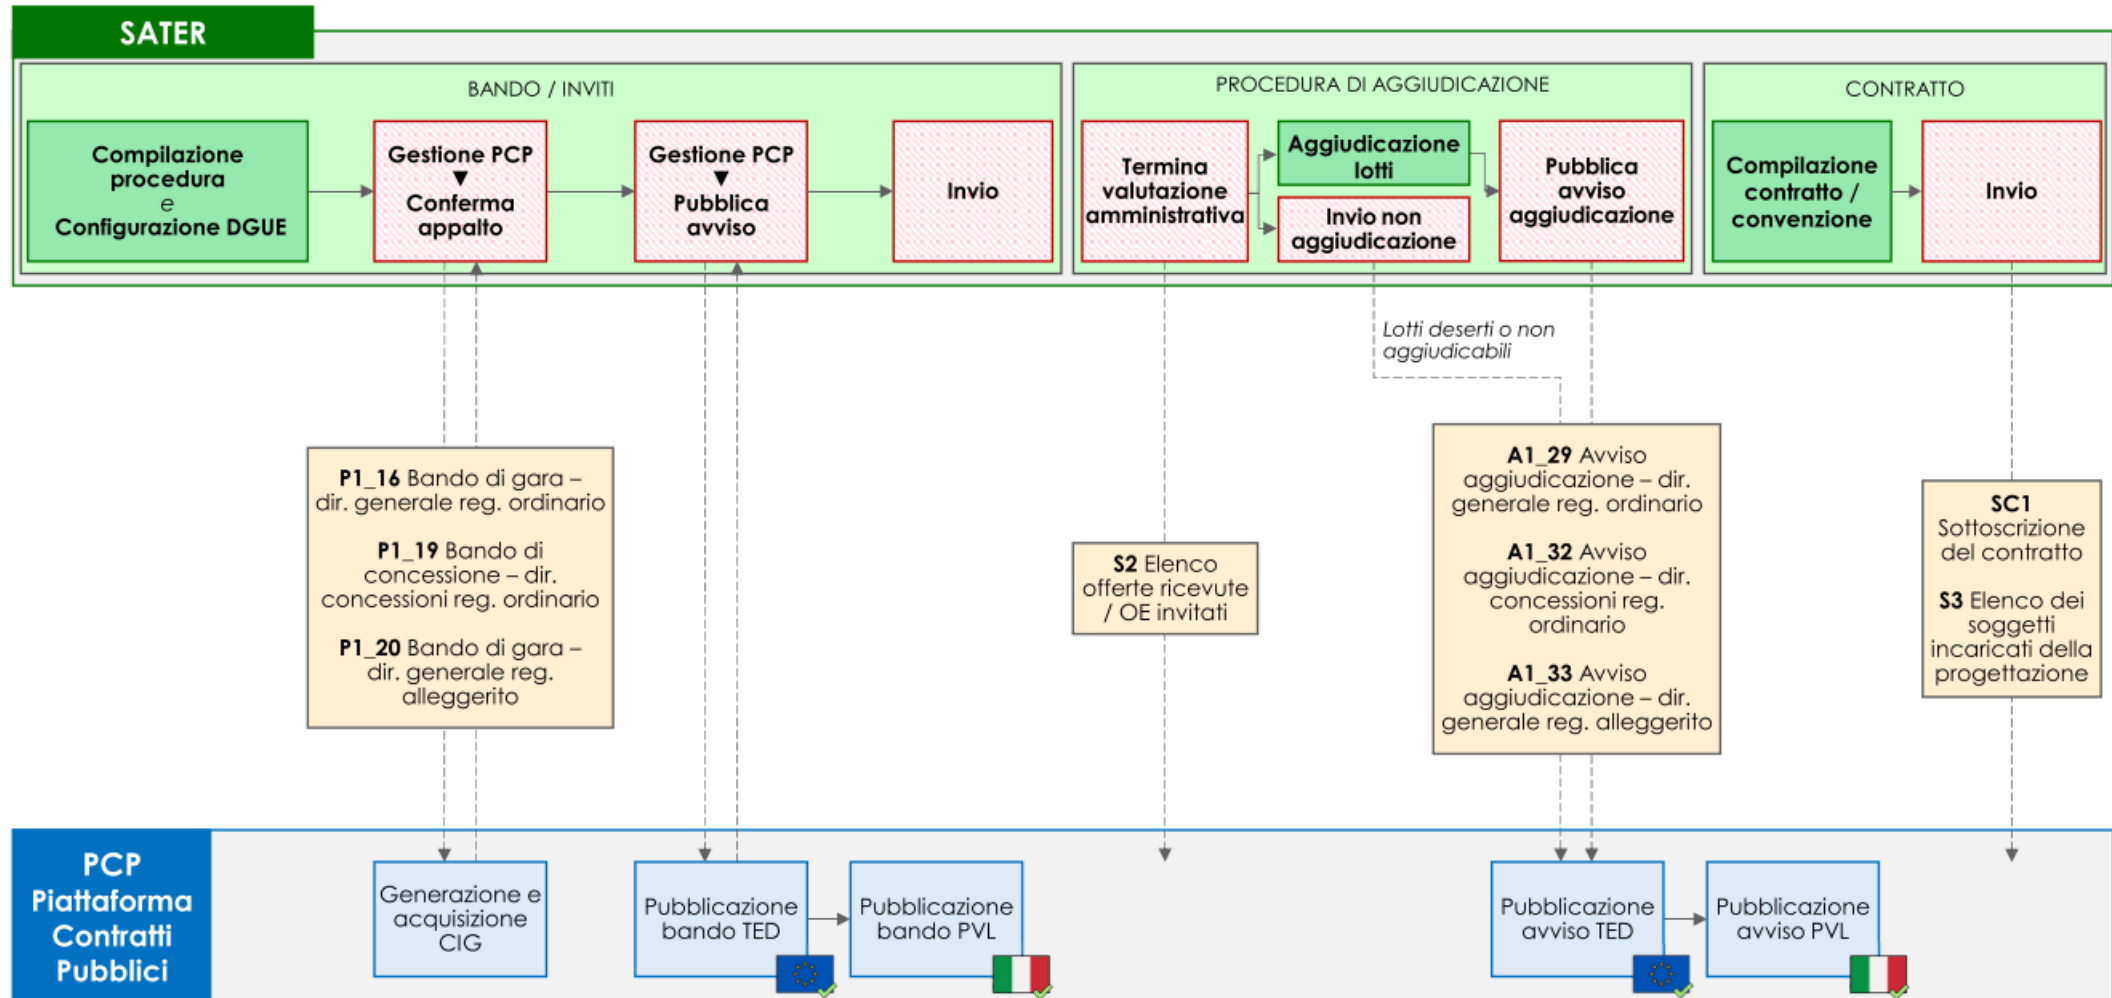 SATER
BANDO / INVITI
Compilazione
procedura
e
Configurazione DGUE
Gestione PCP
▼
Conferma
appalto
Gestione PCP
▼
Pubblica
avviso
Invio
PROCEDURA DI AGGIUDICAZIONE
Termina
valutazione
amministrativa
Aggiudicazione
lotti
Invio non
aggiudicazione
Pubblica
avviso
aggiudicazione
CONTRATTO
Compilazione
contratto /
convenzione
Invio
Lotti deserti o non
aggiudicabili
P1_16 Bando di gara –
dir. generale reg. ordinario
P1_19 Bando di
concessione – dir.
concessioni reg. ordinario
P1_20 Bando di gara –
dir. generale reg.
alleggerito
S2 Elenco
offerte ricevute
/ OE invitati
A1_29 Avviso
aggiudicazione – dir.
generale reg. ordinario
A1_32 Avviso
aggiudicazione – dir.
concessioni reg.
ordinario
A1_33 Avviso
aggiudicazione – dir.
generale reg. alleggerito
SC1
Sottoscrizione
del contratto
S3 Elenco dei
soggetti
incaricati della
progettazione
PCP
Piattaforma
Contratti
Pubblici
Generazione e
acquisizione
CIG
Pubblicazione
bando TED
Pubblicazione
bando PVL
Pubblicazione
avviso TED
Pubblicazione
avviso PVL